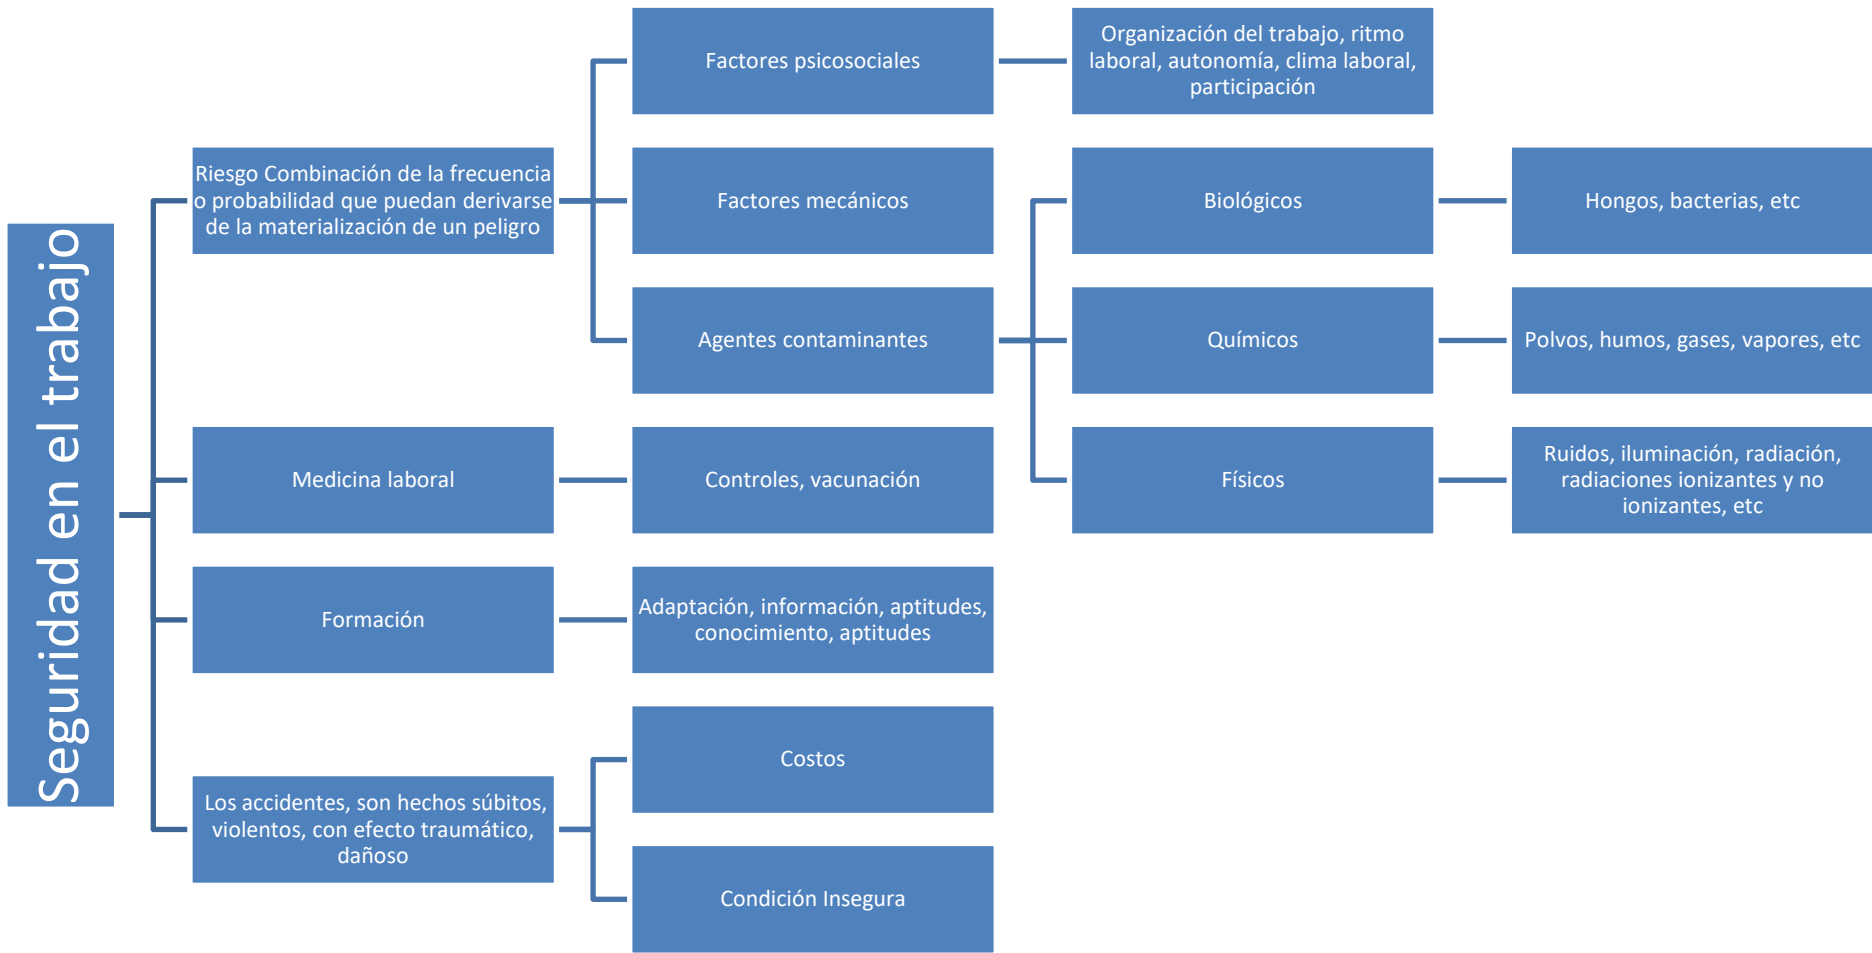 Seguridad en el trabajo
Riesgo Combinación de la frecuencia
o probabilidad que puedan derivarse
de la materialización de un peligro
Factores psicosociales
Organización del trabajo, ritmo
laboral, autonomía, clima laboral,
participación
Factores mecánicos
Agentes contaminantes
Biológicos
Hongos, bacterias, etc
Químicos
Polvos, humos, gases, vapores, etc
Físicos
Ruidos, iluminación, radiación,
radiaciones ionizantes y no
ionizantes, etc
Medicina laboral
Controles, vacunación
Formación
Adaptación, información, aptitudes,
conocimiento, aptitudes
Los accidentes, son hechos súbitos,
violentos, con efecto traumático,
dañoso
Costos
Condición Insegura